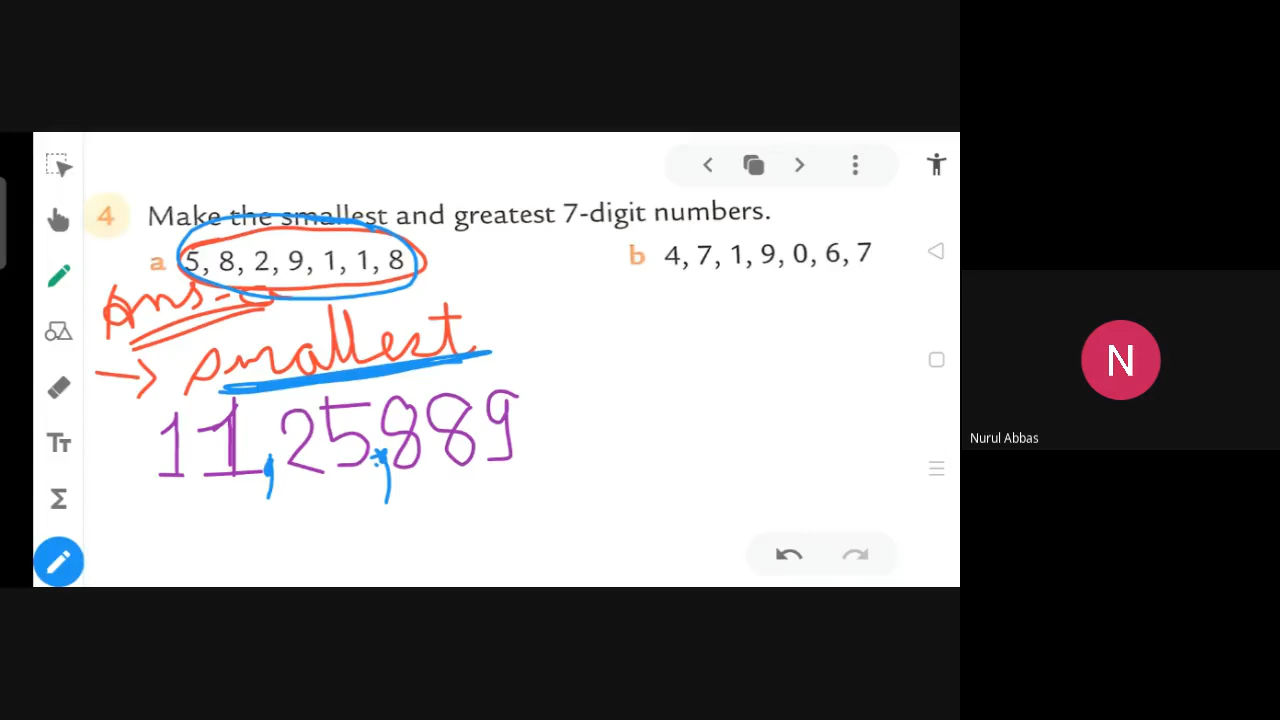 4 Make the smallest and greatest 7-digit numbers.
a 5, 8, 2, 9, 1, 1, 8
b 4, 7, 1, 9, 0, 6, 7
Ans-a
→ smallest
11,25,889
Tт
Σ
N
Nurul Abbas